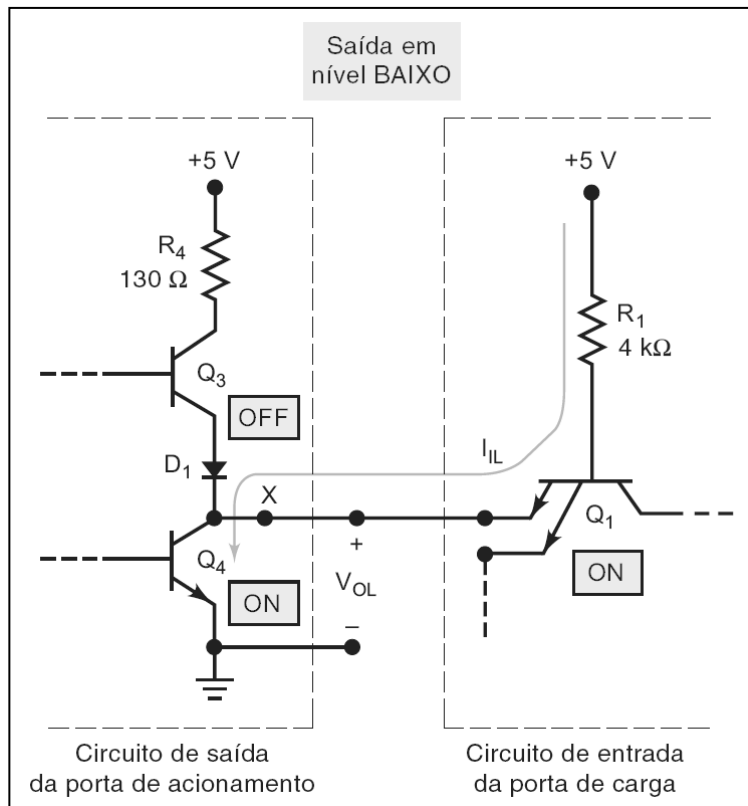 Saída em
nível BAIXO
+5 V
R4
130 Ω
Q3
OFF
D1
X
Q4
ON
+
VOL
–
+5 V
R1
4 kΩ
IIL
Q1
ON
Circuito de saída
da porta de acionamento
Circuito de entrada
da porta de carga